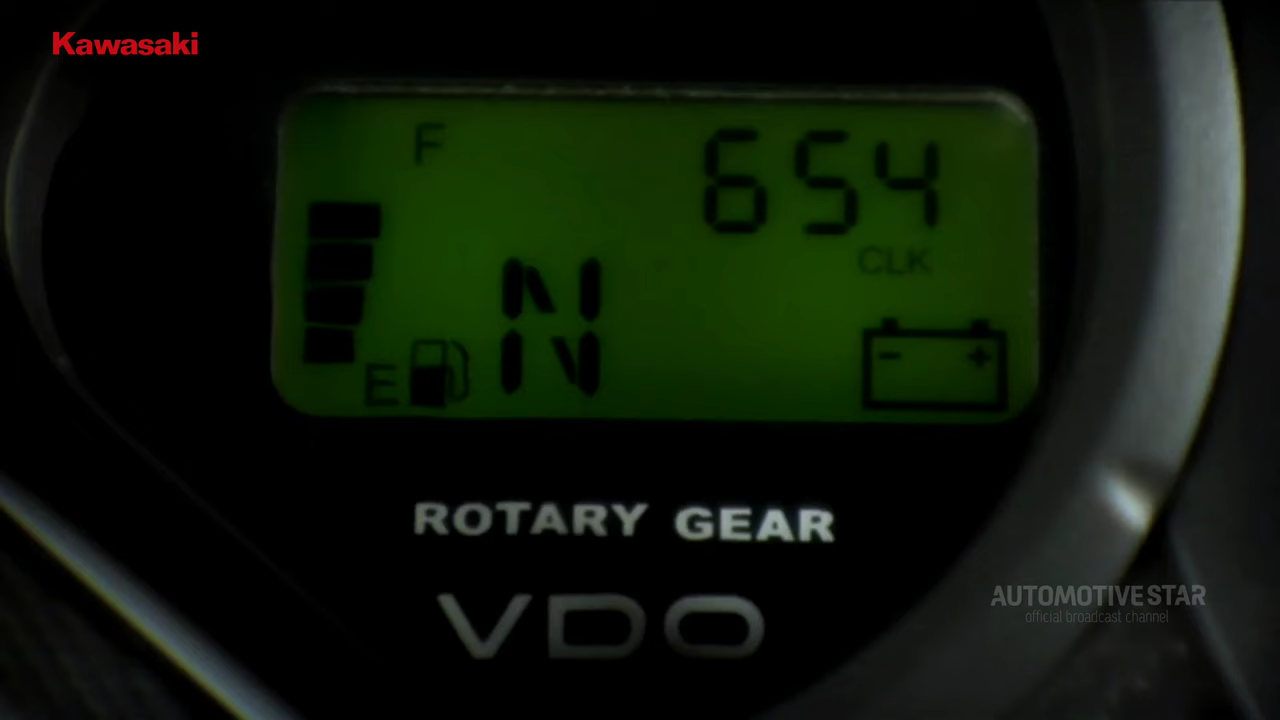 Kawasaki
F
654
CLK
N
E
- +
ROTARY GEAR
VDO
AUTOMOTIVE STAR
official broadcast channel